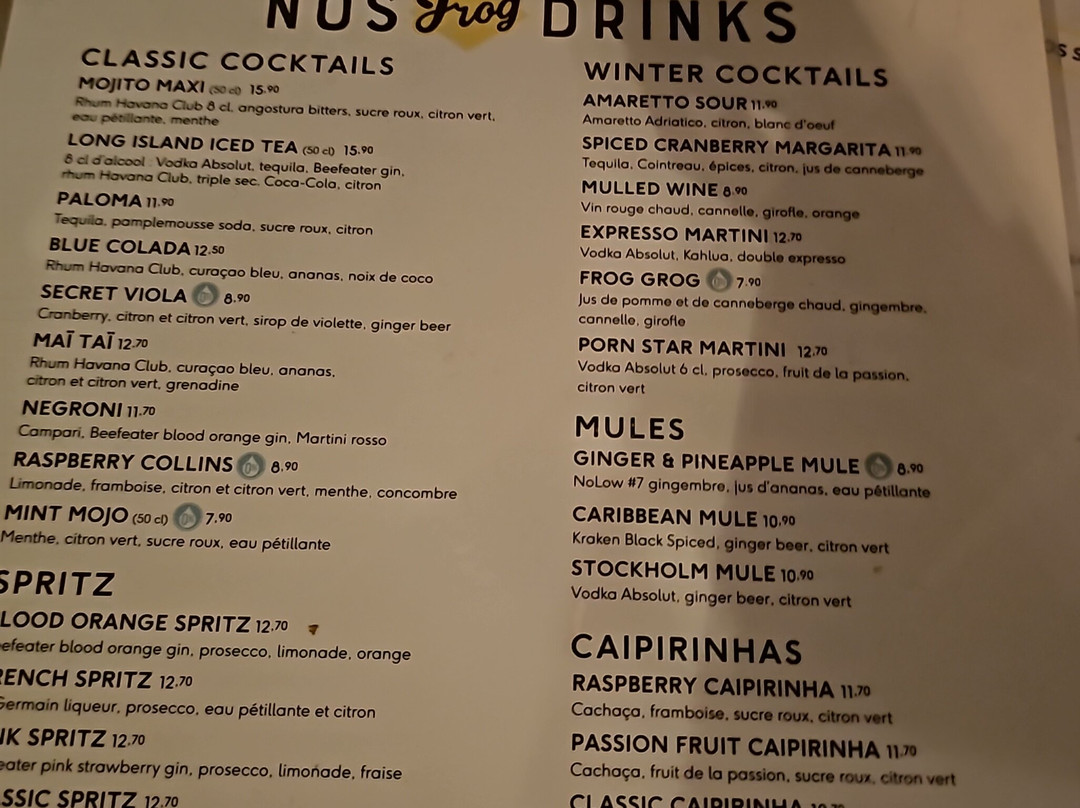 NOS Frog DRINKS
CLASSIC COCKTAILS
MOJITO MAXI (50 cl) 15.90
Rhum Havana Club 8 cl, angostura bitters, sucre roux, citron vert,
eau pétillante, menthe
LONG ISLAND ICED TEA (50 cl) 15.90
8 cl d'alcool : Vodka Absolut, tequila, Beefeater gin,
rhum Havana Club, triple sec. Coca-Cola, citron
PALOMA 11.90
Tequila, pamplemousse soda, sucre roux, citron
BLUE COLADA 12.50
Rhum Havana Club, curaçao bleu, ananas, noix de coco
SECRET VIOLA 8.90
Cranberry, citron et citron vert, sirop de violette, ginger beer
MAÏ TAÏ 12.70
Rhum Havana Club, curaçao bleu, ananas,
citron et citron vert, grenadine
NEGRONI 11.70
Campari, Beefeater blood orange gin, Martini rosso
RASPBERRY COLLINS 8.90
Limonade, framboise, citron et citron vert, menthe, concombre
MINT MOJO (50 cl) 7.90
Menthe, citron vert, sucre roux, eau pétillante
SPRITZ
LOOD ORANGE SPRITZ 12.70
eefeater blood orange gin, prosecco, limonade, orange
RENCH SPRITZ 12.70
Germain liqueur, prosecco, eau pétillante et citron
NK SPRITZ 12.70
eater pink strawberry gin, prosecco, limonade, fraise
SSIC SPRITZ 12.70
WINTER COCKTAILS
AMARETTO SOUR 11.90
Amaretto Adriatico, citron, blanc d'oeuf
SPICED CRANBERRY MARGARITA 11.90
Tequila, Cointreau, épices, citron, jus de canneberge
MULLED WINE 8.90
Vin rouge chaud, cannelle, girofle, orange
EXPRESSO MARTINI 12.70
Vodka Absolut, Kahlua, double expresso
FROG GROG 7.90
Jus de pomme et de canneberge chaud, gingembre,
cannelle, girofle
PORN STAR MARTINI 12.70
Vodka Absolut 6 cl, prosecco, fruit de la passion,
citron vert
MULES
GINGER & PINEAPPLE MULE 8.90
NoLow #7 gingembre, jus d'ananas, eau pétillante
CARIBBEAN MULE 10.90
Kraken Black Spiced, ginger beer, citron vert
STOCKHOLM MULE 10.90
Vodka Absolut, ginger beer, citron vert
CAIPIRINHAS
RASPBERRY CAIPIRINHA 11.70
Cachaça, framboise, sucre roux, citron vert
PASSION FRUIT CAIPIRINHA 11.70
Cachaça, fruit de la passion, sucre roux, citron vert
CLASSIC CAIPIRINHA